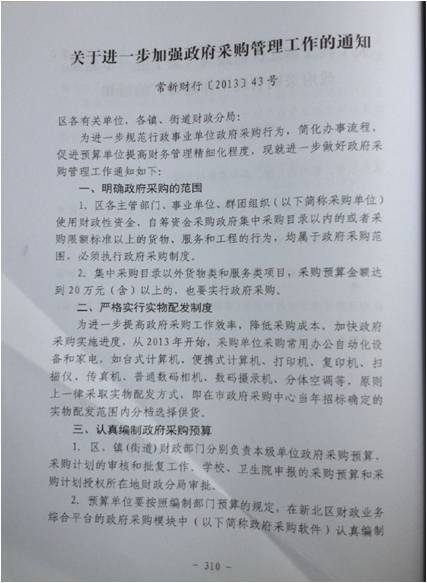 关于进一步加强政府采购管理工作的通知
常新财行〔2013〕43号
区各有关单位，各镇、街道财政分局：
为进一步规范行政事业单位政府采购行为，简化办事流程，
促进预算单位提高财务管理精细化程度，现就进一步做好政府采
购管理工作通知如下：
一、明确政府采购的范围
1. 区各主管部门、事业单位、群团组织（以下简称采购单位）
使用财政性资金、自筹资金采购政府集中采购目录以内的或者采
购限额标准以上的货物、服务和工程的行为，均属于政府采购范
围，必须执行政府采购制度。
2. 集中采购目录以外货物类和服务类项目，采购预算金额达
到20万元（含）以上的，也要实行政府采购。
二、严格实行实物配发制度
为进一步提高政府采购工作效率，降低采购成本，加快政府
采购实施进度，从2013年开始，采购单位采购常用办公自动化设
备和家电，如台式计算机、便携式计算机、打印机、复印机、扫
描仪、传真机、普通数码相机、数码摄录机、分体空调等，原则
上一律采取实物配发方式，即在市政府采购中心当年招标确定的
实物配发范围内分档选择供货。
三、认真编制政府采购预算
1. 区、镇(街道)财政部门分别负责本级单位政府采购预算、
采购计划的审核和批复工作。学校、卫生院申报的采购预算和采
购计划授权所在地财政分局审批。
2. 预算单位要按照编制部门预算的规定，在新北区财政业务
综合平台的政府采购模块中（以下简称政府采购软件）认真编制
- 310 -